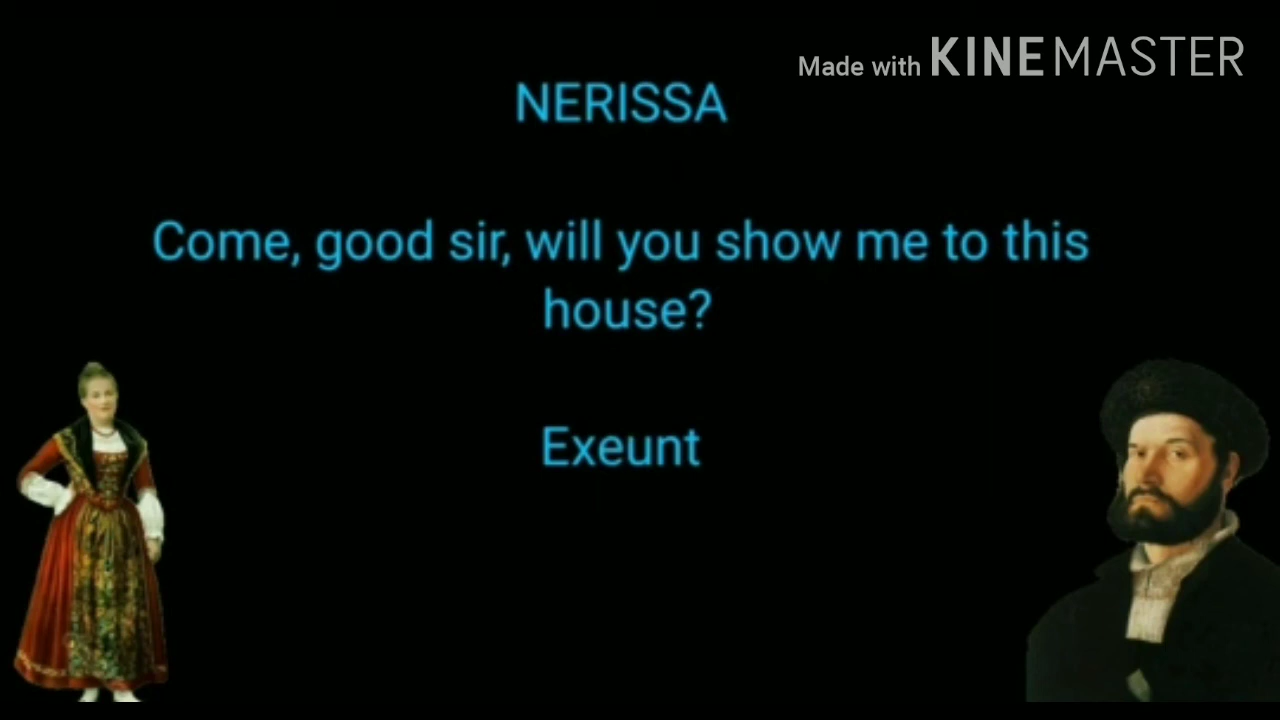 Made with KINEMASTER
NERISSA
Come, good sir, will you show me to this
house?
Exeunt